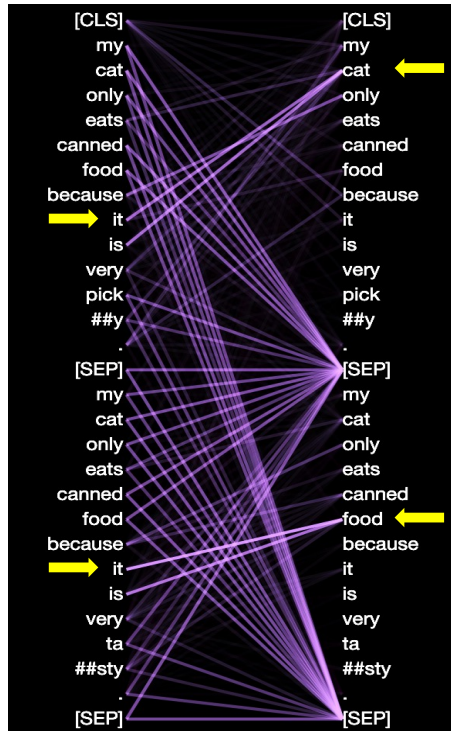 [CLS] [CLS]
my my
cat cat
only only
eats eats
canned canned
food food
because because
it it
is is
very very
pick pick
##y ##y
. .
[SEP] [SEP]
my my
cat cat
only only
eats eats
canned canned
food food
because because
it it
is is
very very
ta ta
##sty ##sty
. .
[SEP] [SEP]